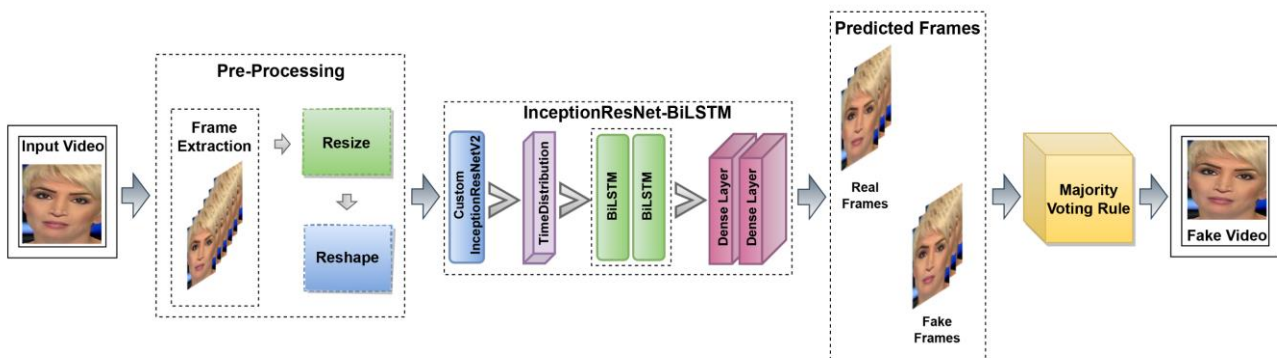 Input Video
Pre-Processing
Frame
Extraction
Resize
Reshape
InceptionResNet-BiLSTM
Custom
InceptionResNetV2
TimeDistribution
BiLSTM
BiLSTM
Dense Layer
Dense Layer
Predicted Frames
Real
Frames
Fake
Frames
Majority
Voting Rule
Fake Video